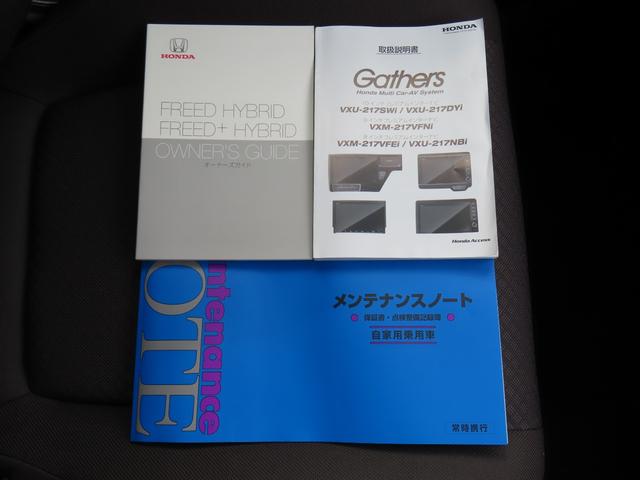 HONDA
FREED HYBRID
FREED+ HYBRID
OWNER'S GUIDE
オーナーズガイド
HONDA
取扱説明書
Gathers
Honda Multi Car-AV System
VXU-217SWi / VXU-217DYi
VXM-217VFNi
VXM-217VFEi / VXU-217NBi
Honda Access
intenance
OTE
メンテナンスノート
保証書・点検整備記録簿
自家用乗用車
常時携行